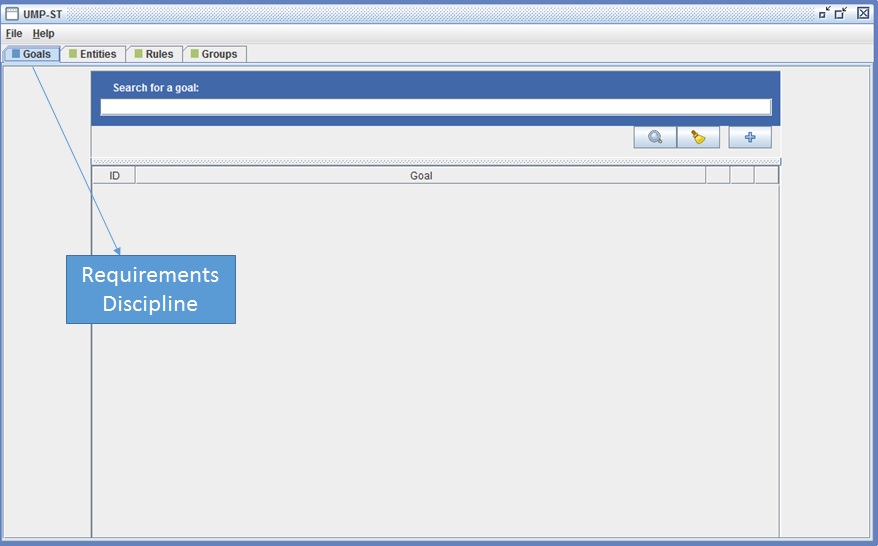 UMP-ST
File Help
Goals Entities Rules Groups
Search for a goal:
ID Goal
Requirements
Discipline